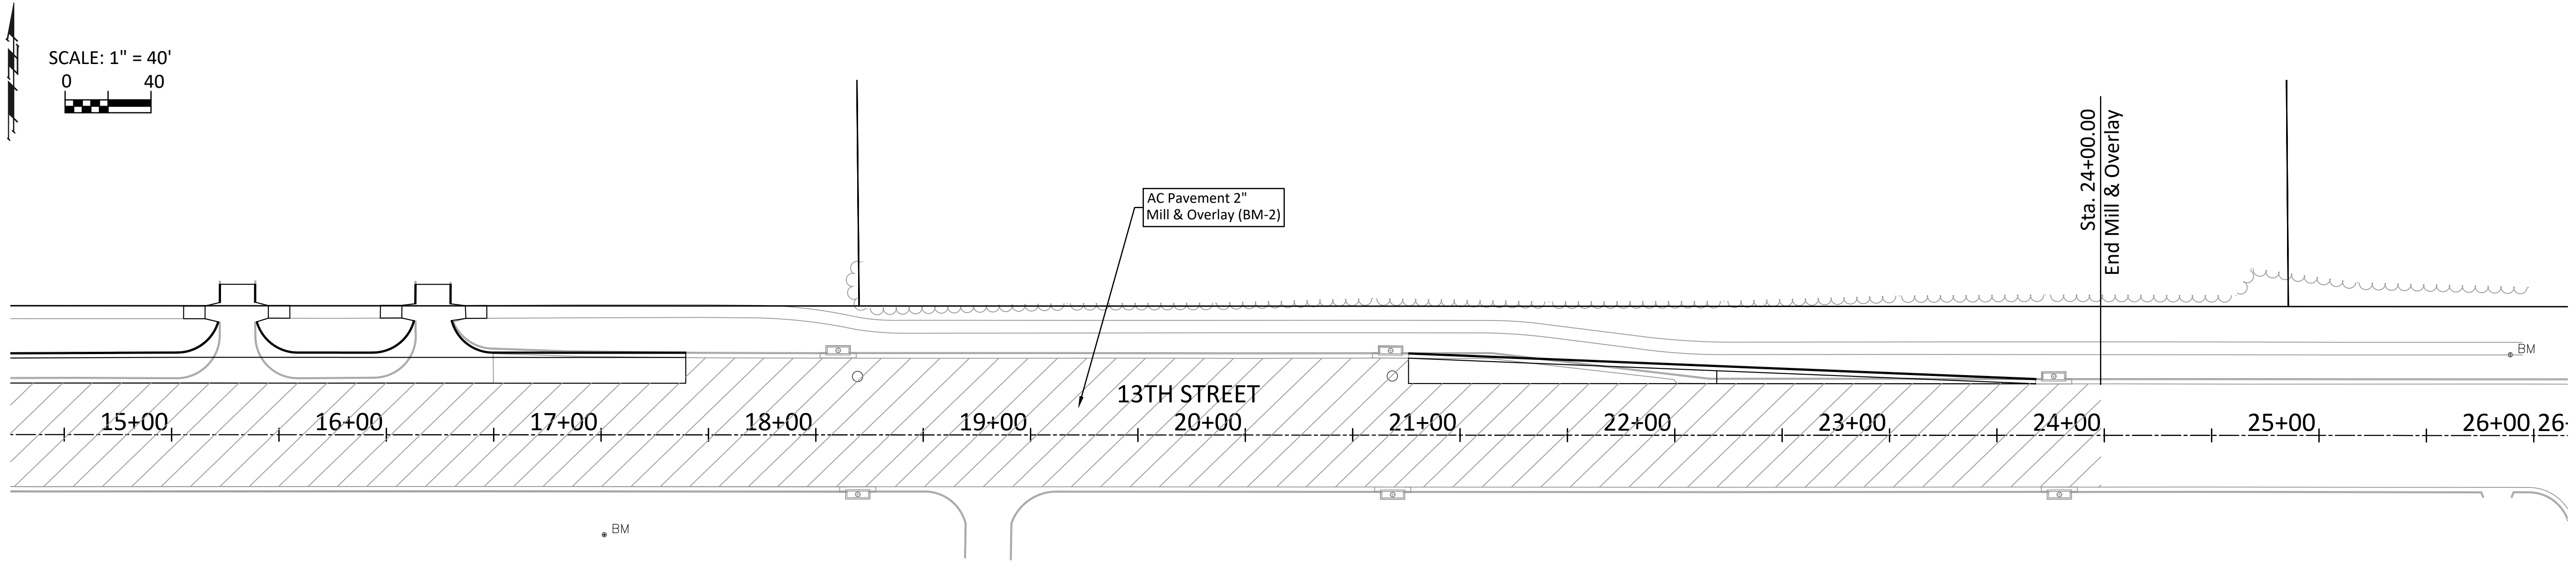 SCALE: 1" = 40'
0 40
Sta. 24+00.00
End Mill & Overlay
AC Pavement 2"
Mill & Overlay (BM-2)
BM
13TH STREET
15+00 16+00 17+00 18+00 19+00 20+00 21+00 22+00 23+00 24+00 25+00 26+00 26-
BM